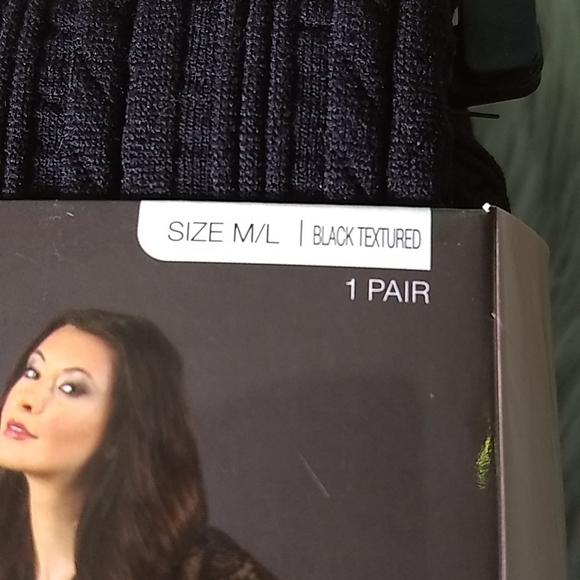 SIZE M/L | BLACK TEXTURED
1 PAIR